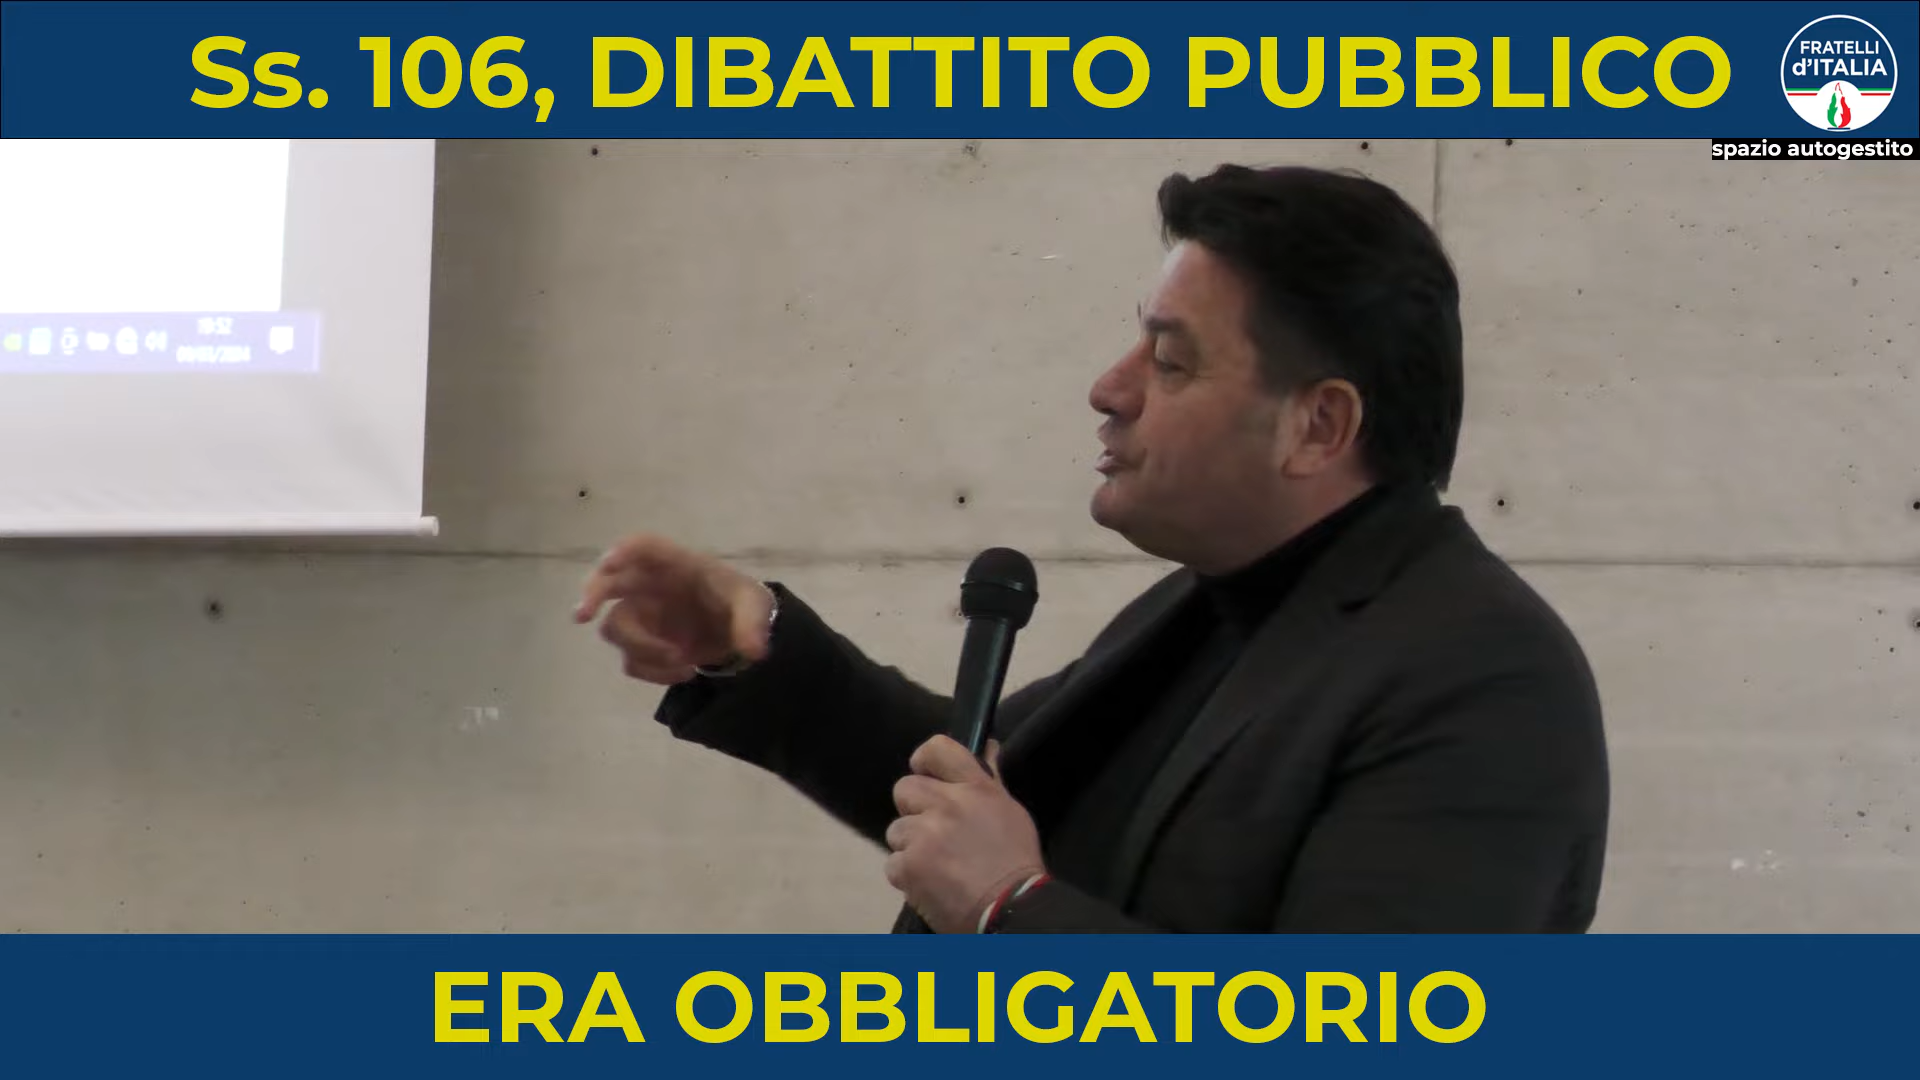 Ss. 106, DIBATTITO PUBBLICO
FRATELLI
d'ITALIA
spazio autogestito
ERA OBBLIGATORIO